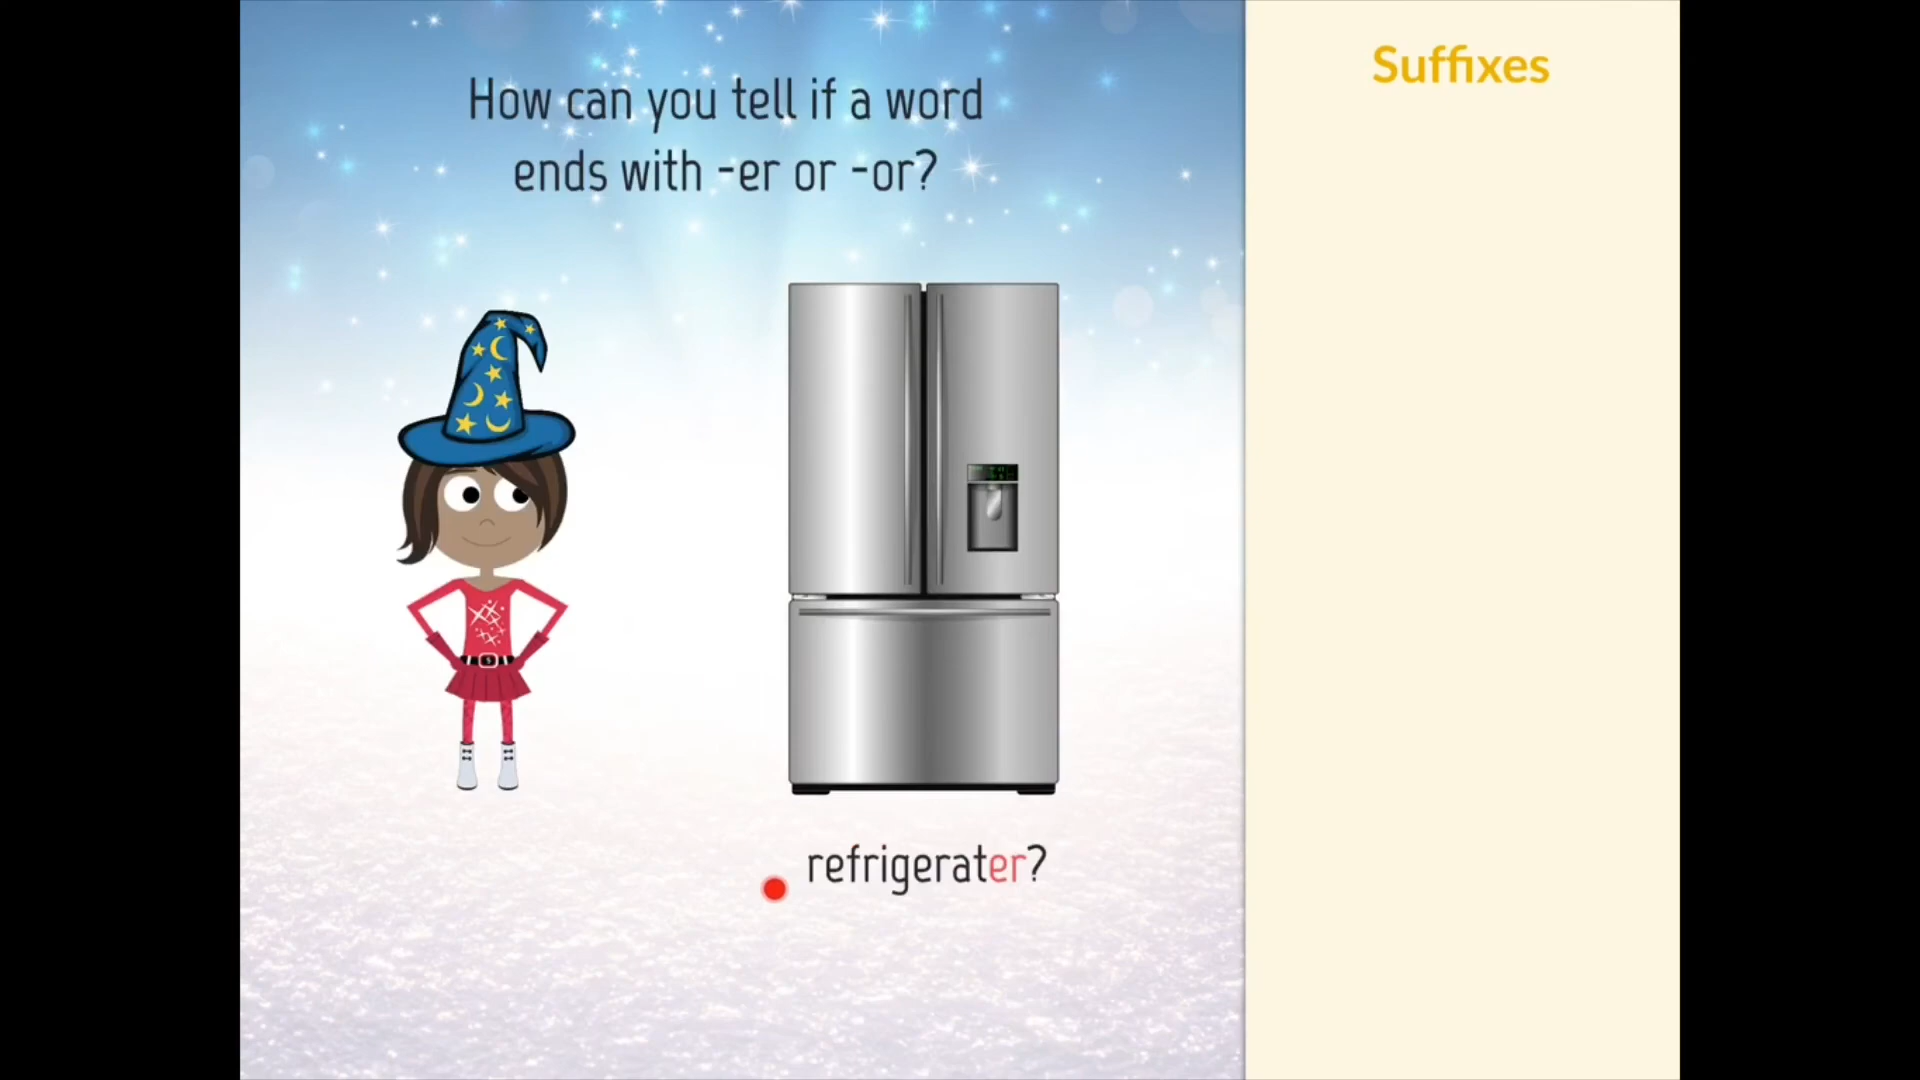 How can you tell if a word
ends with -er or -or?
Suffixes
refrigerater?